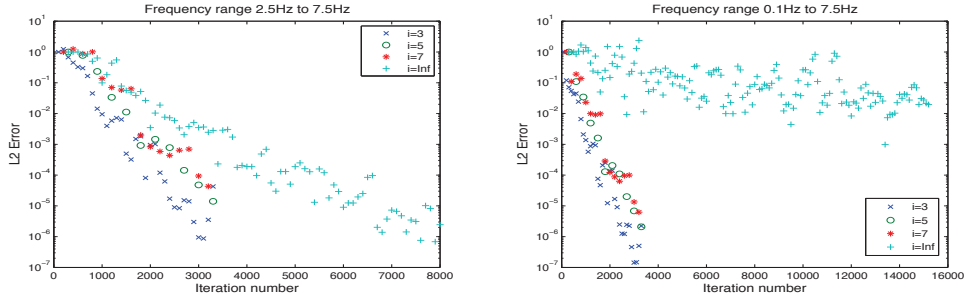 Frequency range 2.5Hz to 7.5Hz
10^1
10^0
10^-1
10^-2
10^-3
10^-4
10^-5
10^-6
10^-7
L2 Error
i=3
i=5
i=7
i=Inf
0 1000 2000 3000 4000 5000 6000 7000 8000
Iteration number
Frequency range 0.1Hz to 7.5Hz
10^1
10^0
10^-1
10^-2
10^-3
10^-4
10^-5
10^-6
10^-7
L2 Error
i=3
i=5
i=7
i=Inf
0 2000 4000 6000 8000 10000 12000 14000 16000
Iteration number